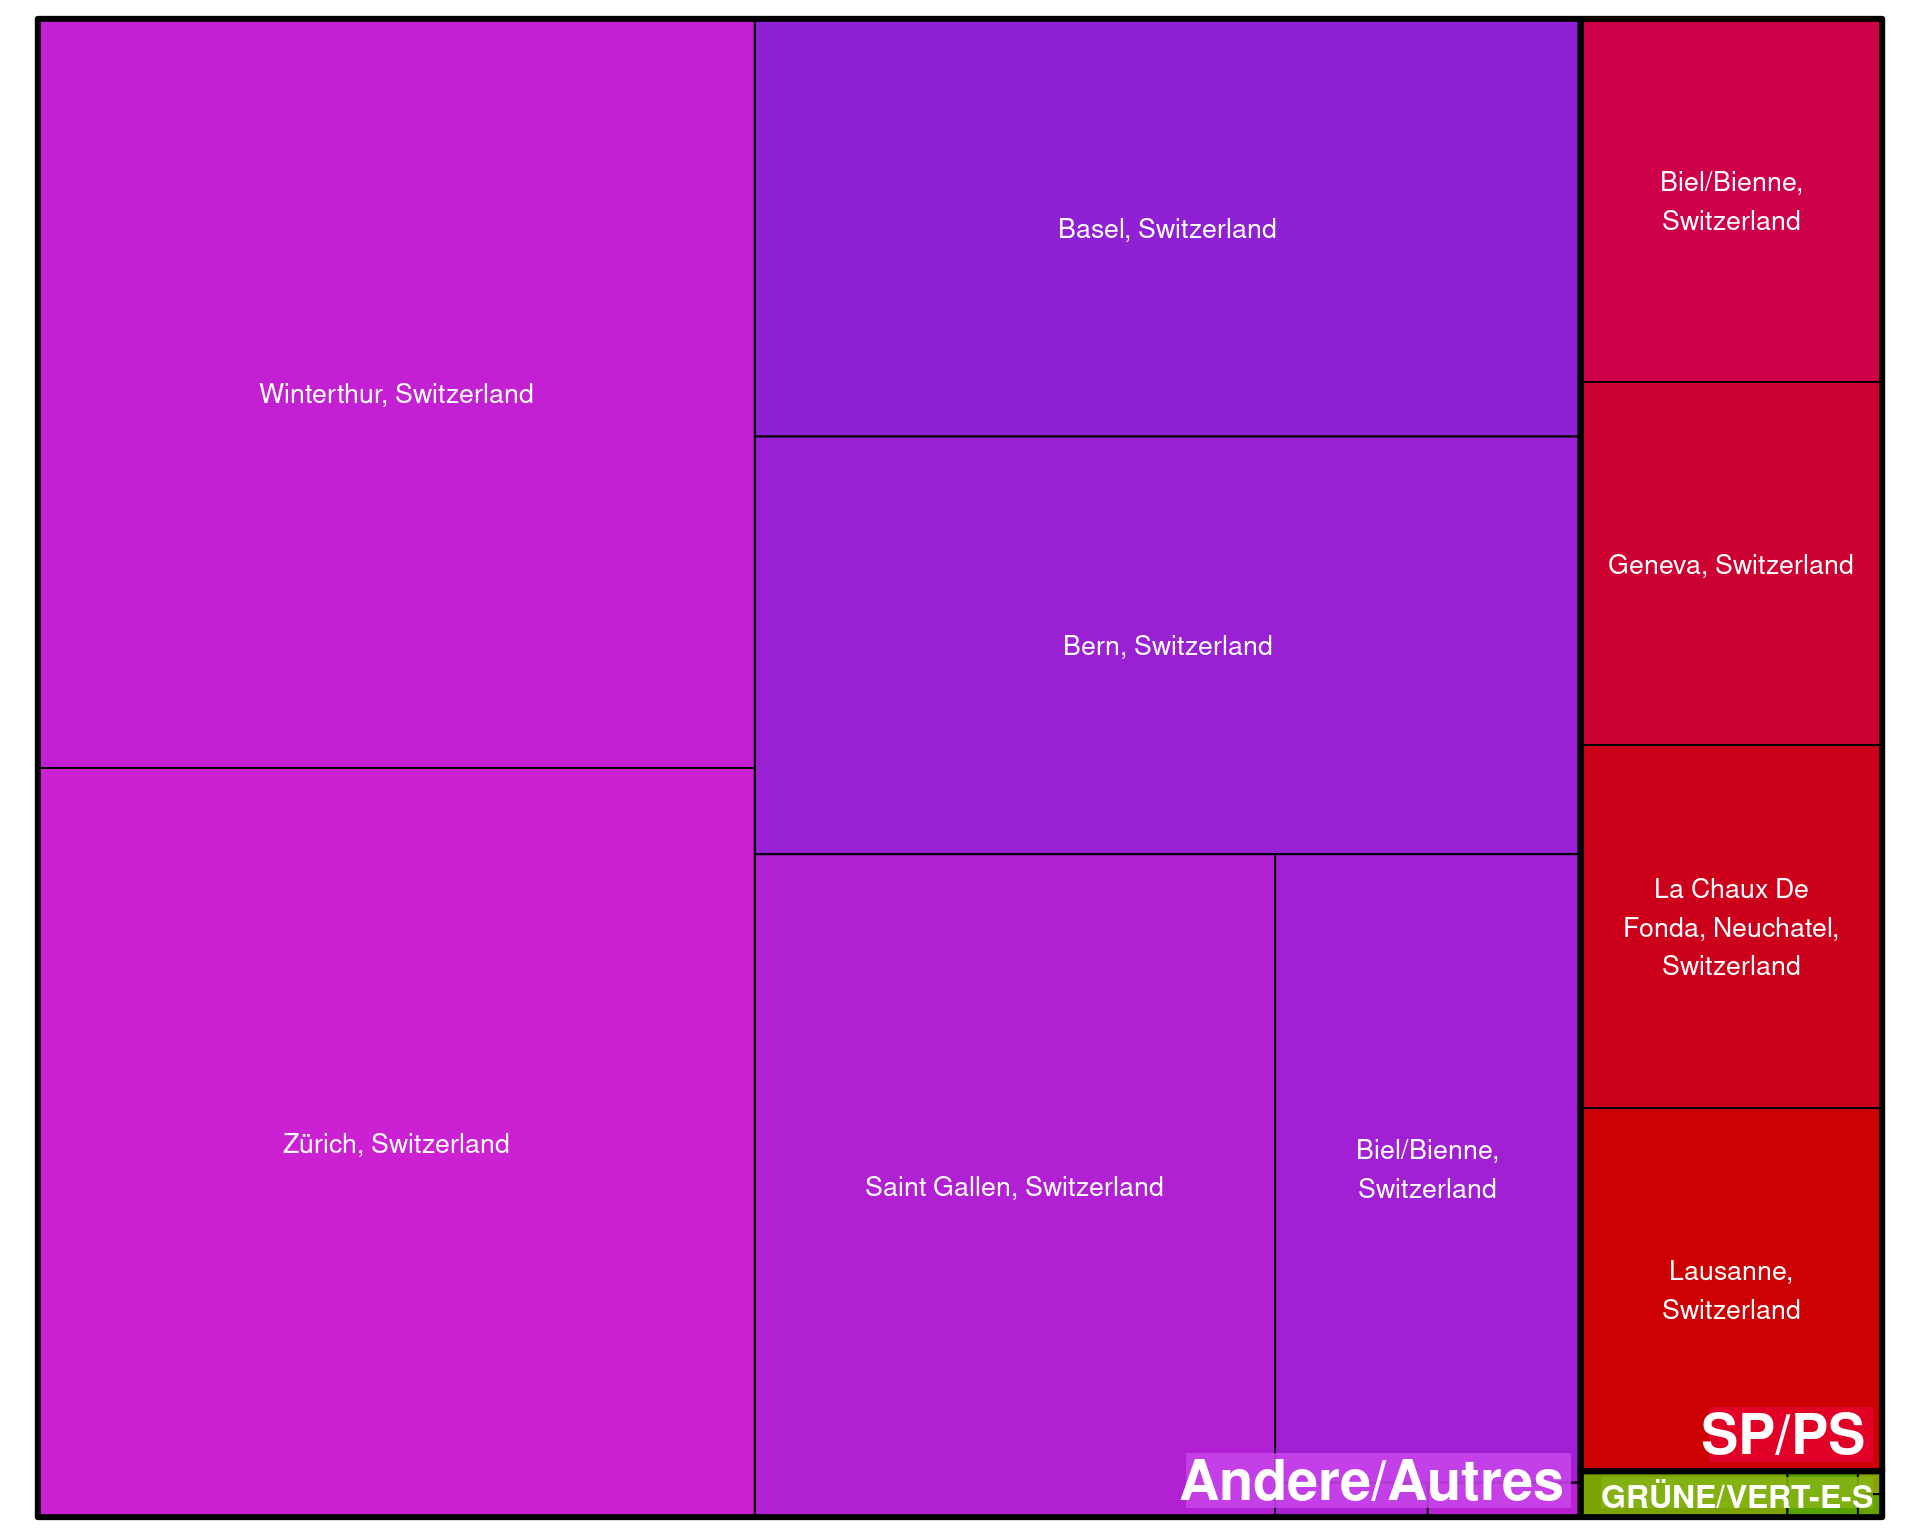 Winterthur, Switzerland
Zürich, Switzerland
Basel, Switzerland
Bern, Switzerland
Saint Gallen, Switzerland
Biel/Bienne,
Switzerland
Andere/Autres
Biel/Bienne,
Switzerland
Geneva, Switzerland
La Chaux De
Fonda, Neuchatel,
Switzerland
Lausanne,
Switzerland
SP/PS
GRÜNE/VERT-E-S